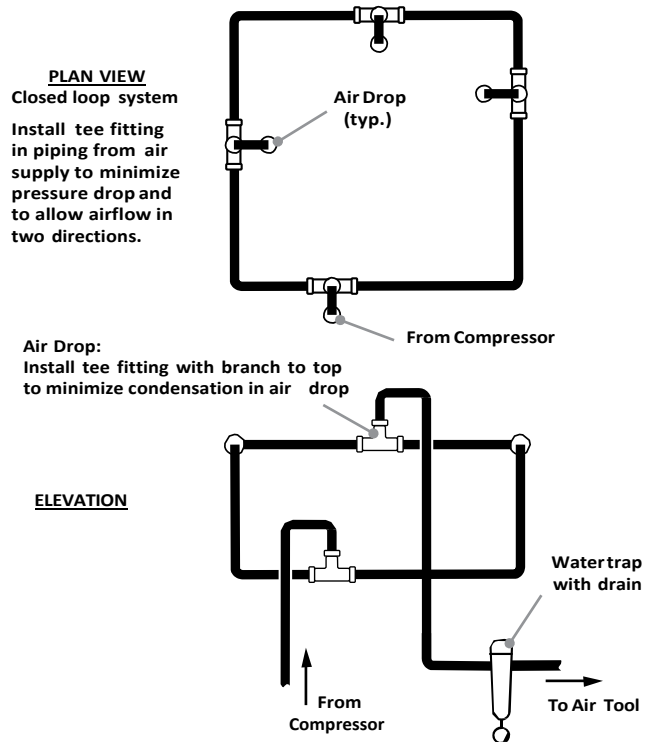 PLAN VIEW
Closed loop system
Install tee fitting
in piping from air
supply to minimize
pressure drop and
to allow airflow in
two directions.
Air Drop
(typ.)
From Compressor
Air Drop:
Install tee fitting with branch to top
to minimize condensation in air drop
ELEVATION
Water trap
with drain
From
Compressor
To Air Tool